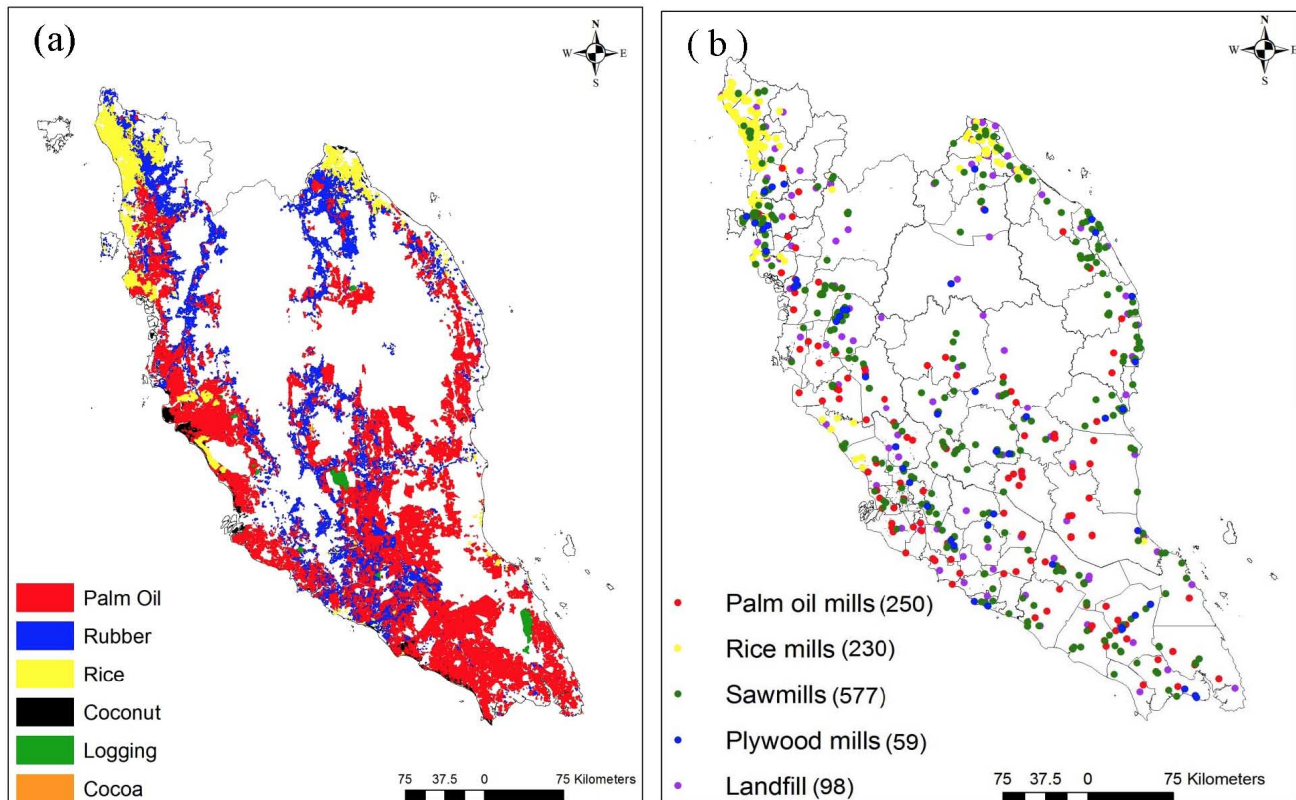 (a)
N
W
E
S
Palm Oil
Rubber
Rice
Coconut
Logging
Cocoa
75 37.5 0 75 Kilometers
( b )
N
W
E
S
Palm oil mills (250)
Rice mills (230)
Sawmills (577)
Plywood mills (59)
Landfill (98)
75 37.5 0 75 Kilometers